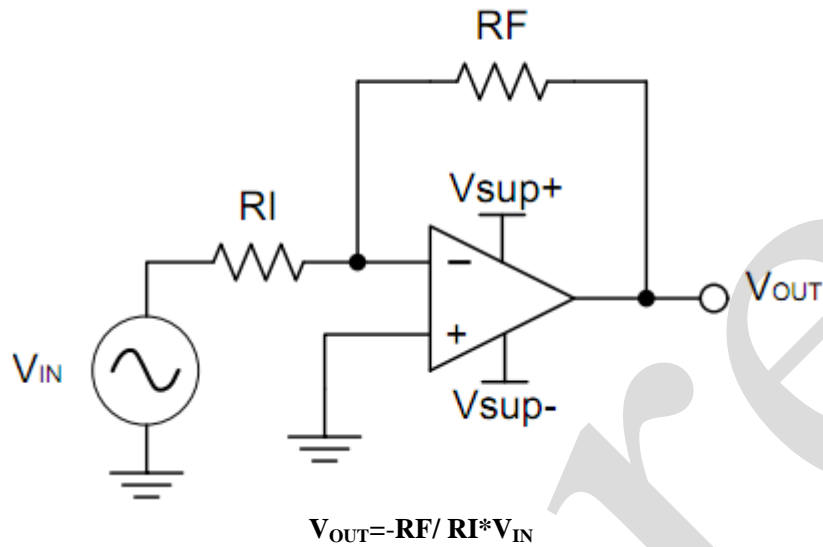 RF
Vsup+
RI
−
VOUT
+
VIN
Vsup-
VOUT=-RF/ RI*VIN